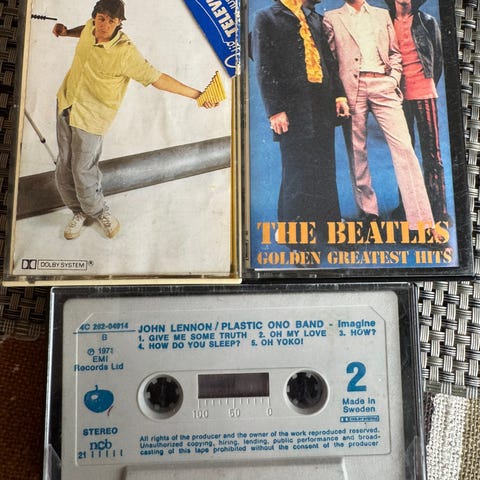 TELEV
DOLBY SYSTEM
THE BEATLES
GOLDEN GREATEST HITS
4C 262-04914
B
℗ 1971
EMI
Records Ltd
STEREO
ncb
21
JOHN LENNON / PLASTIC ONO BAND - Imagine
1. GIVE ME SOME TRUTH 2. OH MY LOVE 3. HOW?
4. HOW DO YOU SLEEP? 5. OH YOKO!
100 50 0
2
Made in
Sweden
DOLBY SYSTEM
All rights of the producer and the owner of the work reproduced reserved.
Unauthorized copying, hiring, lending, public performance and broad-
casting of this tape prohibited without the consent of the producer